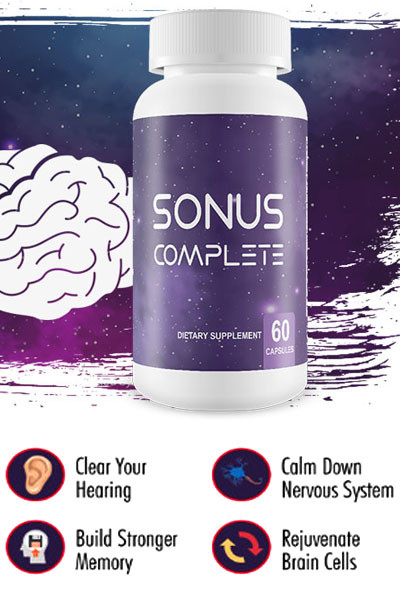 SONUS
COMPLETE
DIETARY SUPPLEMENT
60
CAPSULES
Clear Your
Hearing
Calm Down
Nervous System
Build Stronger
Memory
Rejuvenate
Brain Cells